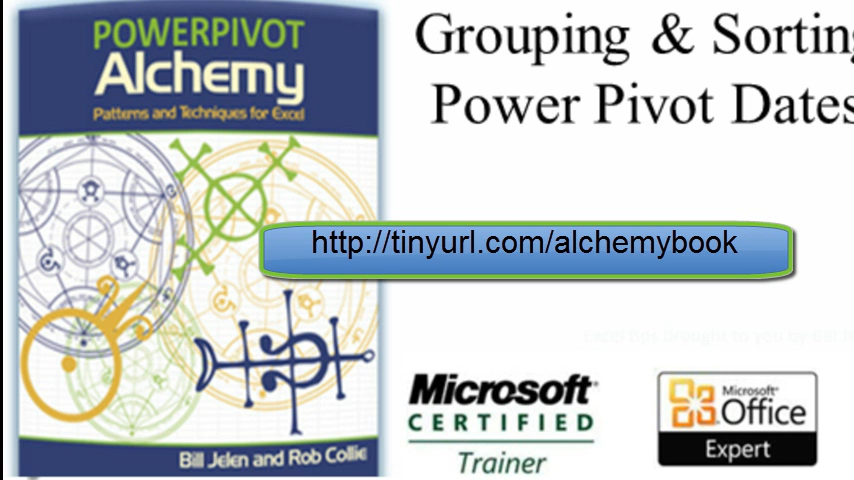 POWERPIVOT
Alchemy
Patterns and Techniques for Excel
Bill Jelen and Rob Collie
Grouping & Sorting
Power Pivot Dates
http://tinyurl.com/alchemybook
Microsoft
CERTIFIED
Trainer
Microsoft
Office
Expert